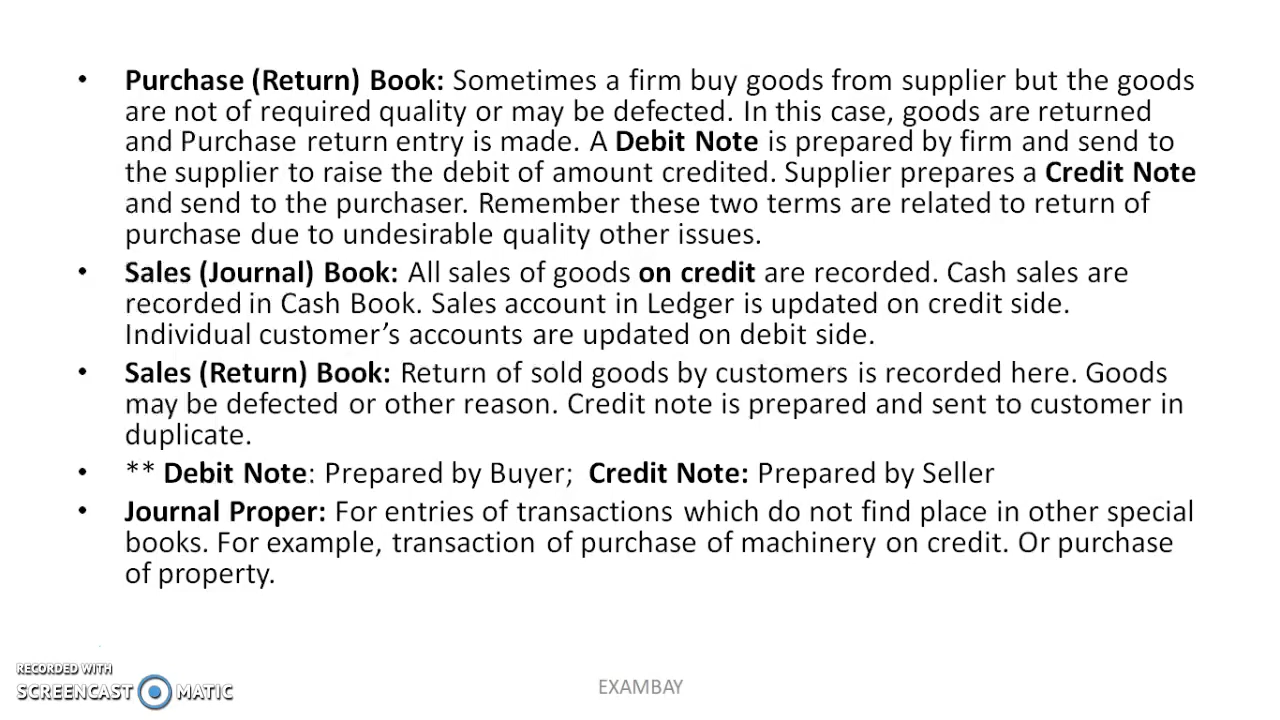 • Purchase (Return) Book: Sometimes a firm buy goods from supplier but the goods
are not of required quality or may be defected. In this case, goods are returned
and Purchase return entry is made. A Debit Note is prepared by firm and send to
the supplier to raise the debit of amount credited. Supplier prepares a Credit Note
and send to the purchaser. Remember these two terms are related to return of
purchase due to undesirable quality other issues.
• Sales (Journal) Book: All sales of goods on credit are recorded. Cash sales are
recorded in Cash Book. Sales account in Ledger is updated on credit side.
Individual customer’s accounts are updated on debit side.
• Sales (Return) Book: Return of sold goods by customers is recorded here. Goods
may be defected or other reason. Credit note is prepared and sent to customer in
duplicate.
• ** Debit Note: Prepared by Buyer; Credit Note: Prepared by Seller
• Journal Proper: For entries of transactions which do not find place in other special
books. For example, transaction of purchase of machinery on credit. Or purchase
of property.
RECORDED WITH
SCREENCAST MATIC
EXAMBAY